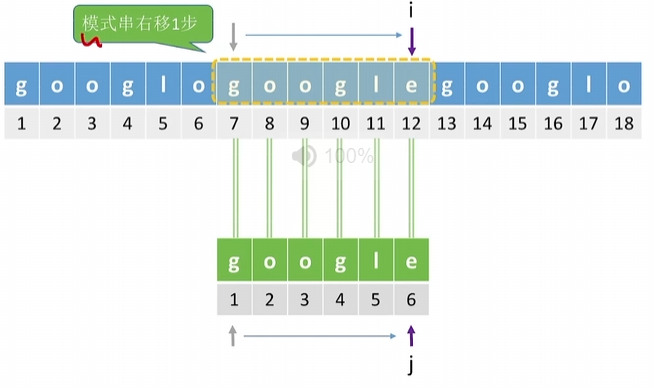 模式串右移1步
i
g o o g l o g o o g l e g o o g l o
1 2 3 4 5 6 7 8 9 10 11 12 13 14 15 16 17 18
100%
g o o g l e
1 2 3 4 5 6
j